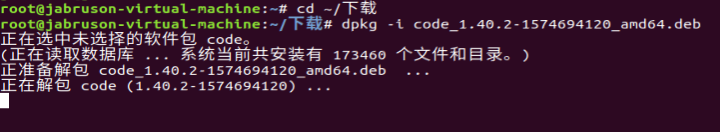 root@jabruson-virtual-machine:~# cd ~/下载
root@jabruson-virtual-machine:~/下载# dpkg -i code_1.40.2-1574694120_amd64.deb
正在选中未选择的软件包 code。
(正在读取数据库 ... 系统当前共安装有 173460 个文件和目录。)
正准备解包 code_1.40.2-1574694120_amd64.deb  ...
正在解包 code (1.40.2-1574694120) ...